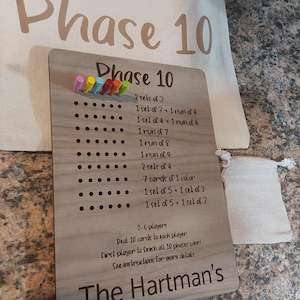 Phase 10
Phase 10
2 sets of 3
1 set of 3 + 1 run of 4
1 set of 4 + 1 run of 4
1 run of 7
1 run of 8
1 run of 9
2 sets of 4
7 cards of 1 color
1 set of 5 + 1 set of 2
1 set of 5 + 1 set of 3
2-6 players
Deal 10 cards to each player
First player to finish all 10 phases wins!
See instructions for more details
The Hartman's